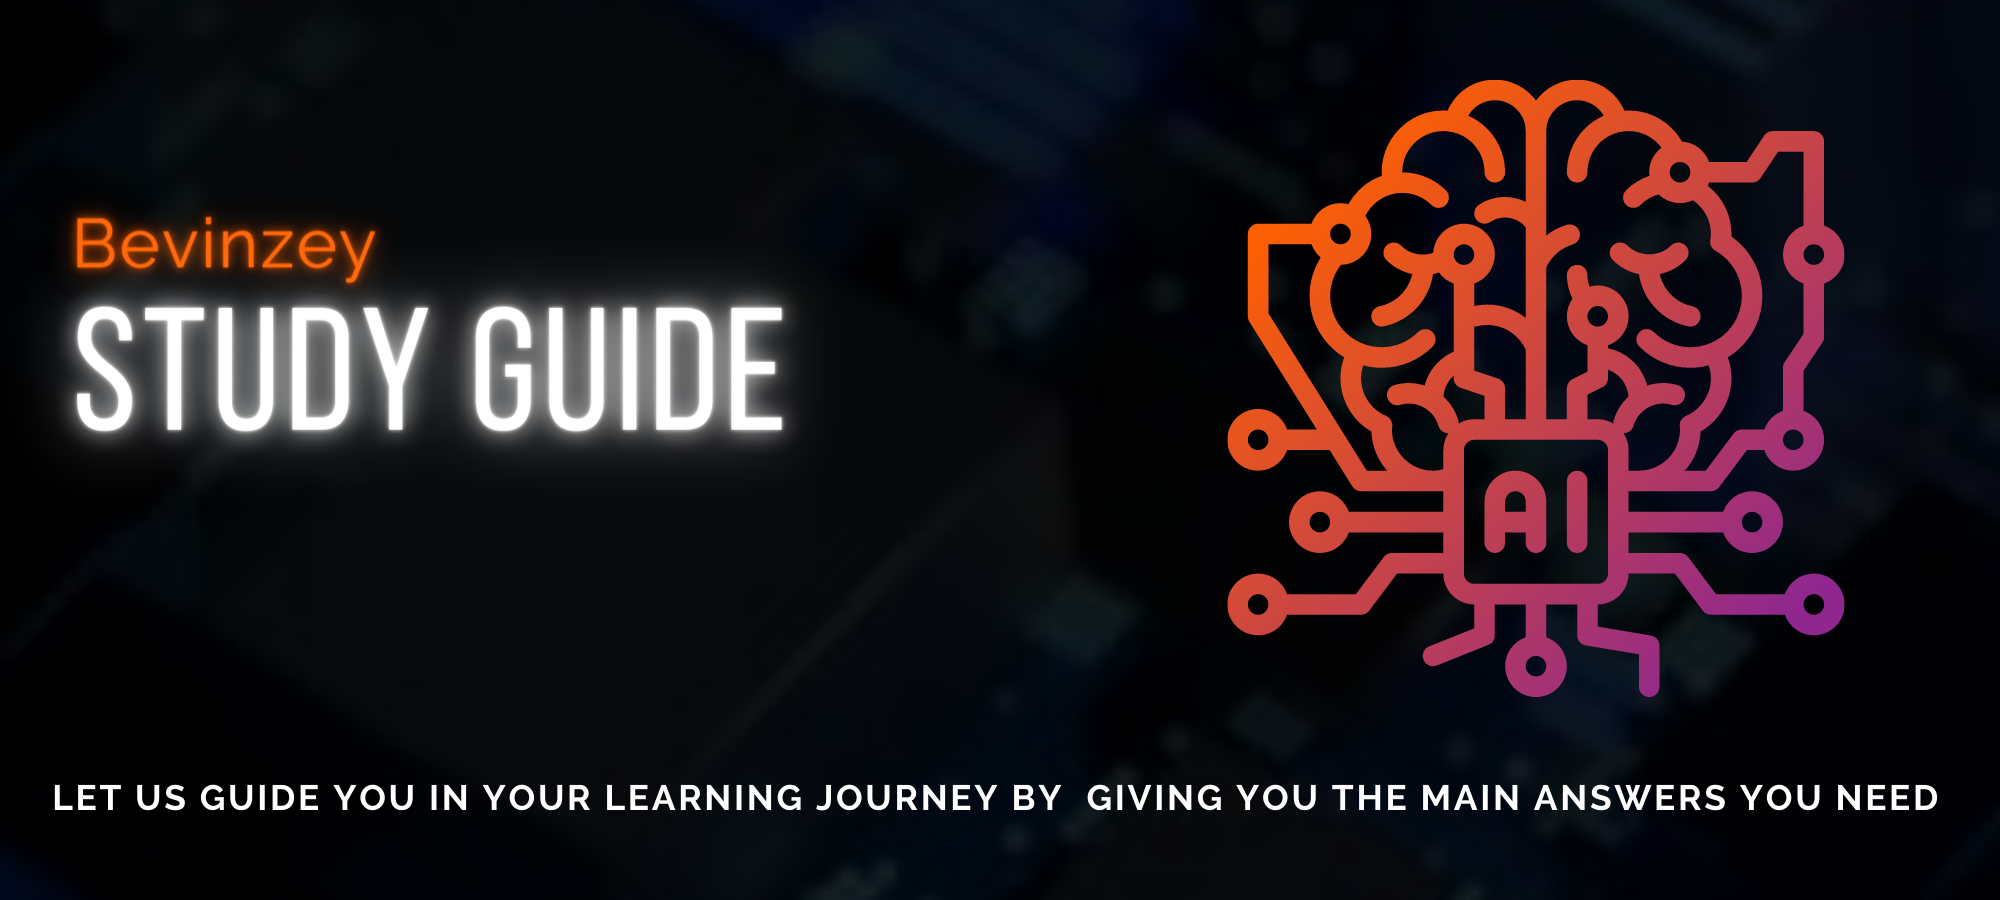 Bevinzey
STUDY GUIDE
AI
LET US GUIDE YOU IN YOUR LEARNING JOURNEY BY GIVING YOU THE MAIN ANSWERS YOU NEED